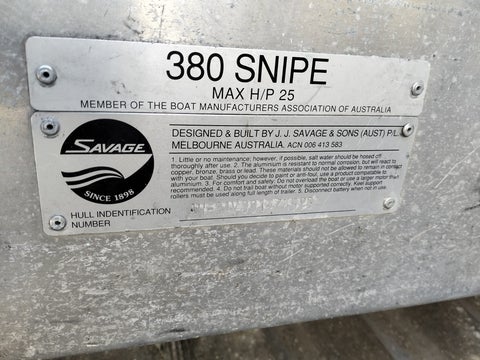 380 SNIPE
MAX H/P 25
MEMBER OF THE BOAT MANUFACTURERS ASSOCIATION OF AUSTRALIA
SAVAGE
SINCE 1898
DESIGNED & BUILT BY J. J. SAVAGE & SONS (AUST) P/L
MELBOURNE AUSTRALIA. ACN 006 413 583
1. Little or no maintenance: however, if possible, salt water should be hosed off
thoroughly after use. 2. The aluminium is resistant to normal corrosion, but will react to
copper, bronze, brass or lead. These materials should not be allowed to remain in contact
with your boat. Should you decide to paint or anti-foul, use a product compatible to
aluminium. 3. For comfort and safety: Do not overload the boat or use a larger motor than
recommended. 4. Do not trail boat without motor supported correctly. Keel support
rollers must be used along full length of trailer. 5. Disconnect battery when not in use.
HULL INDENTIFICATION
NUMBER